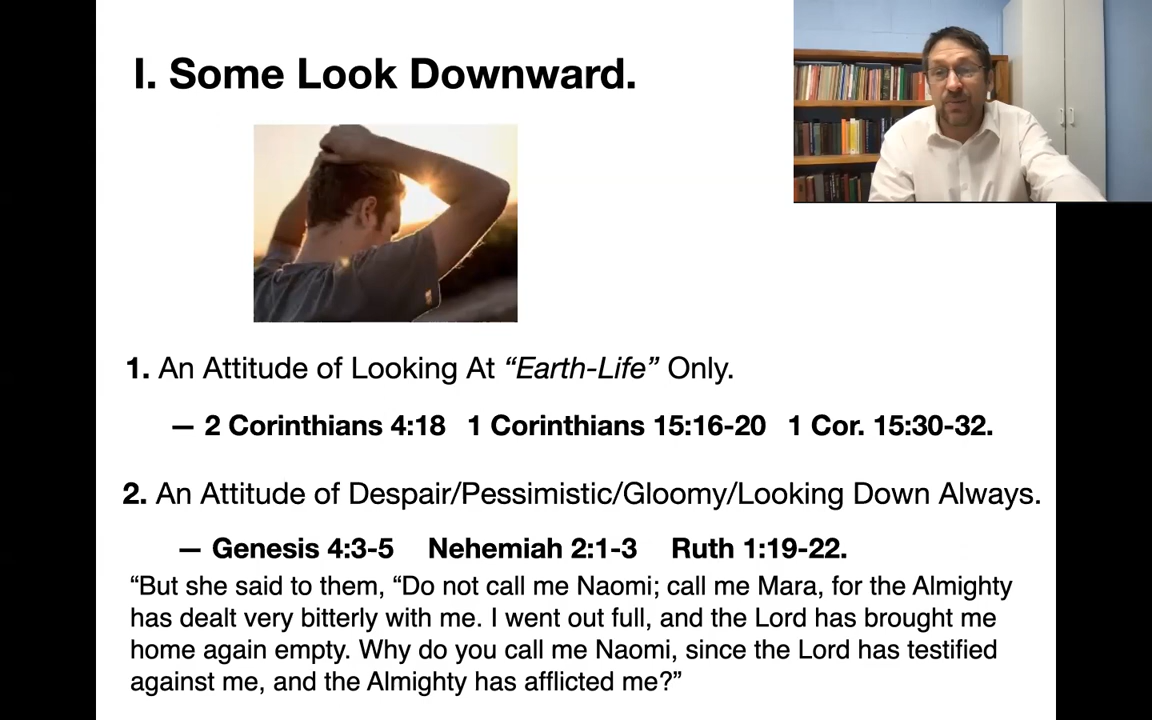 I. Some Look Downward.
1. An Attitude of Looking At “Earth-Life” Only.
— 2 Corinthians 4:18 1 Corinthians 15:16-20 1 Cor. 15:30-32.
2. An Attitude of Despair/Pessimistic/Gloomy/Looking Down Always.
— Genesis 4:3-5 Nehemiah 2:1-3 Ruth 1:19-22.
“But she said to them, “Do not call me Naomi; call me Mara, for the Almighty
has dealt very bitterly with me. I went out full, and the Lord has brought me
home again empty. Why do you call me Naomi, since the Lord has testified
against me, and the Almighty has afflicted me?”